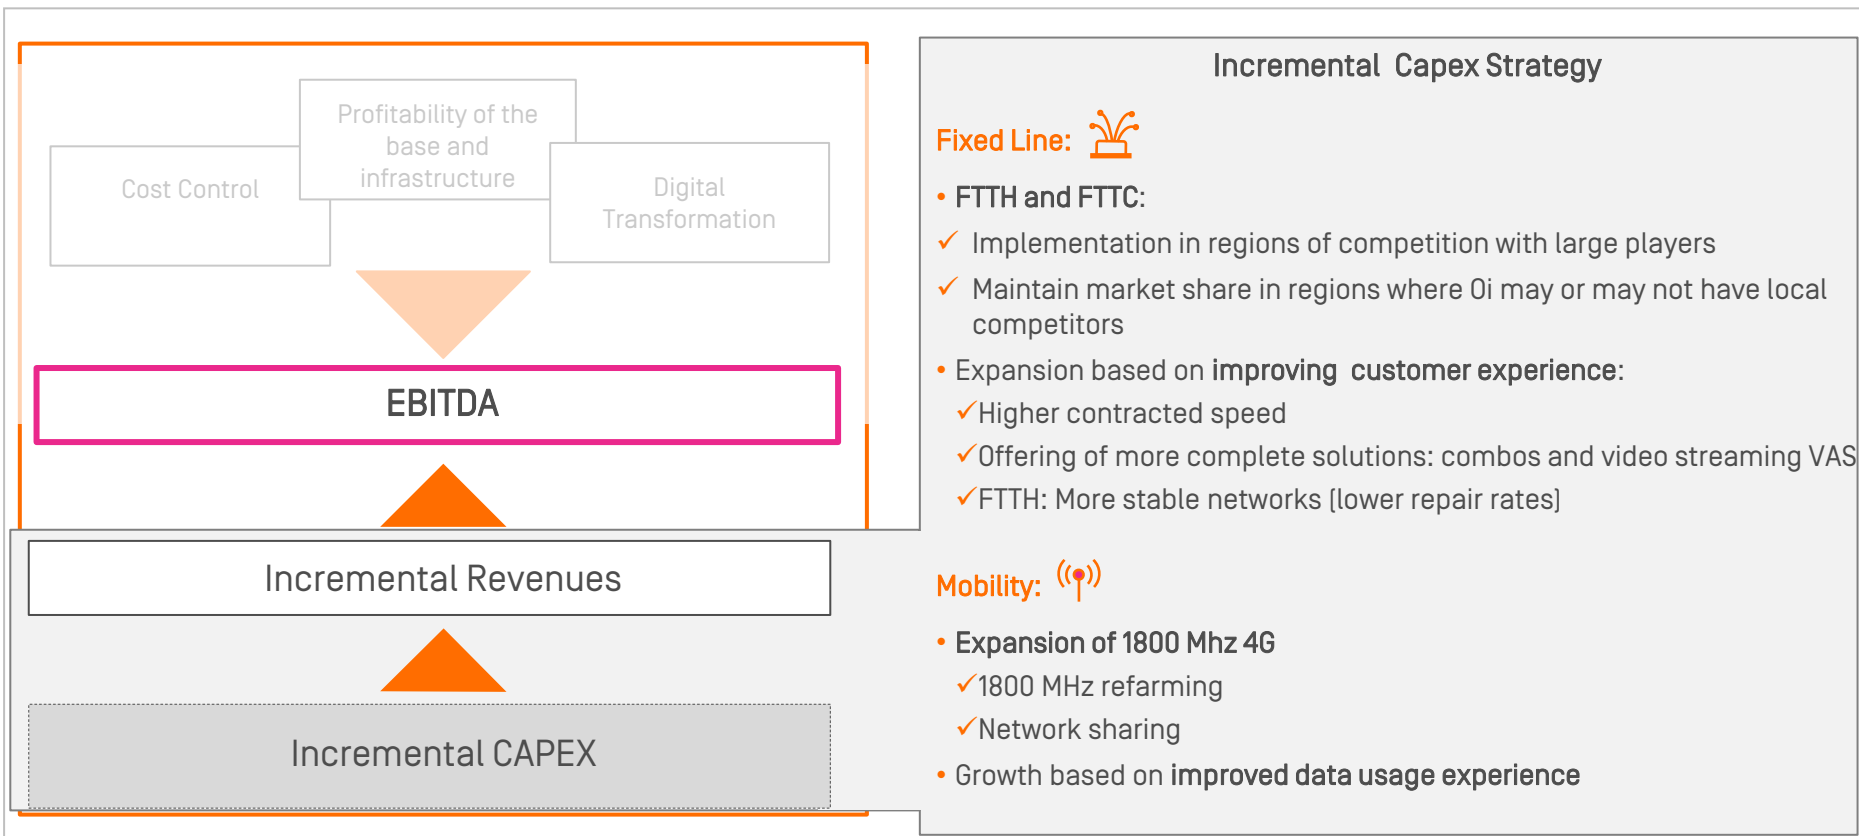 Profitability of the
base and
infrastructure
Cost Control
Digital
Transformation
EBITDA
Incremental Revenues
Incremental CAPEX
Incremental Capex Strategy
Fixed Line:
• FTTH and FTTC:
✓ Implementation in regions of competition with large players
✓ Maintain market share in regions where Oi may or may not have local
competitors
• Expansion based on improving customer experience:
✓Higher contracted speed
✓Offering of more complete solutions: combos and video streaming VAS
✓FTTH: More stable networks (lower repair rates)
Mobility:
• Expansion of 1800 Mhz 4G
✓1800 MHz refarming
✓Network sharing
• Growth based on improved data usage experience